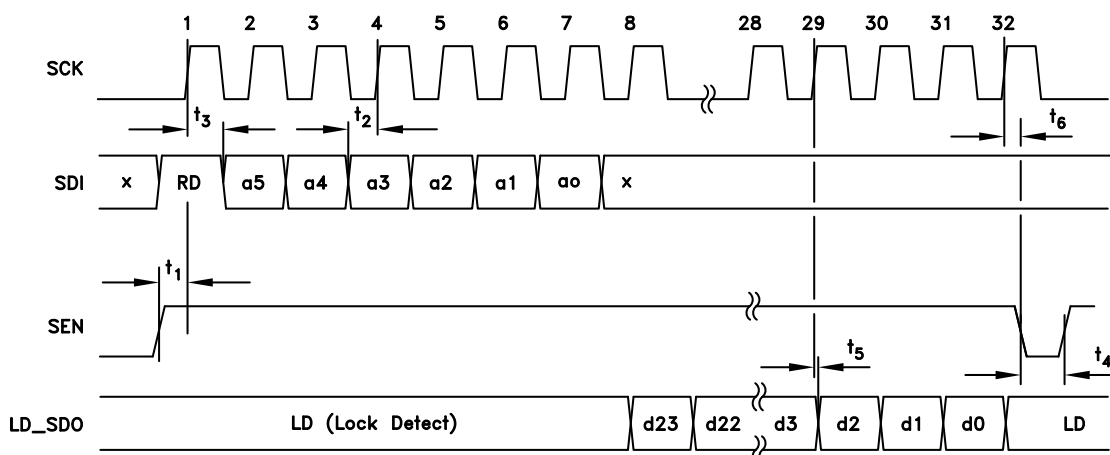 1 2 3 4 5 6 7 8 28 29 30 31 32
SCK
t3 t2 t6
SDI x RD a5 a4 a3 a2 a1 ao x
t1
SEN
t5 t4
LD_SDO LD (Lock Detect) d23 d22 d3 d2 d1 d0 LD